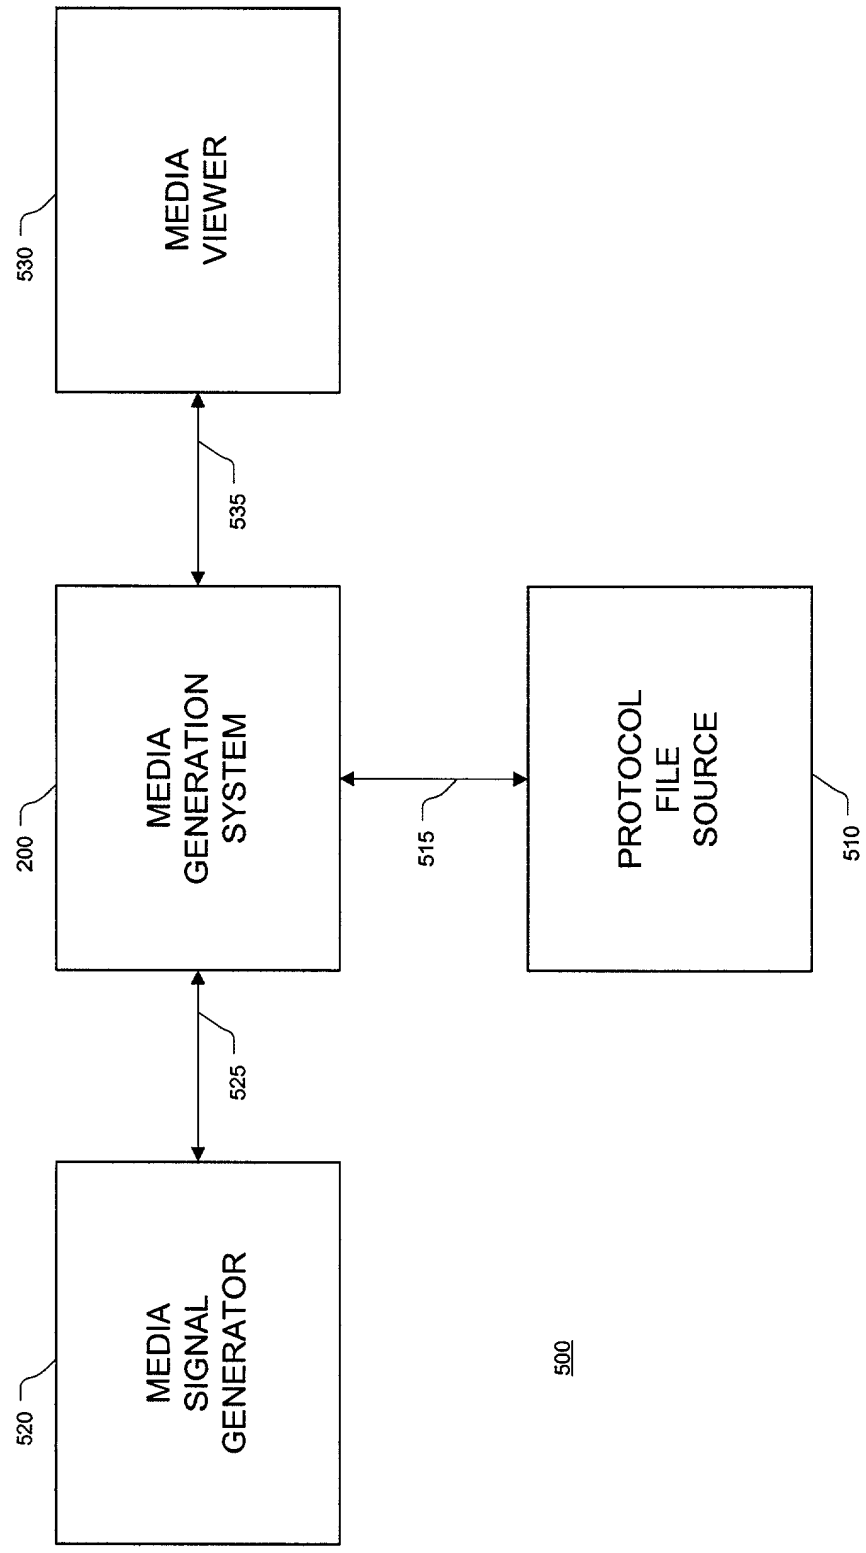 520
MEDIA
SIGNAL
GENERATOR
525
200
MEDIA
GENERATION
SYSTEM
535
530
MEDIA
VIEWER
515
PROTOCOL
FILE
SOURCE
510
500